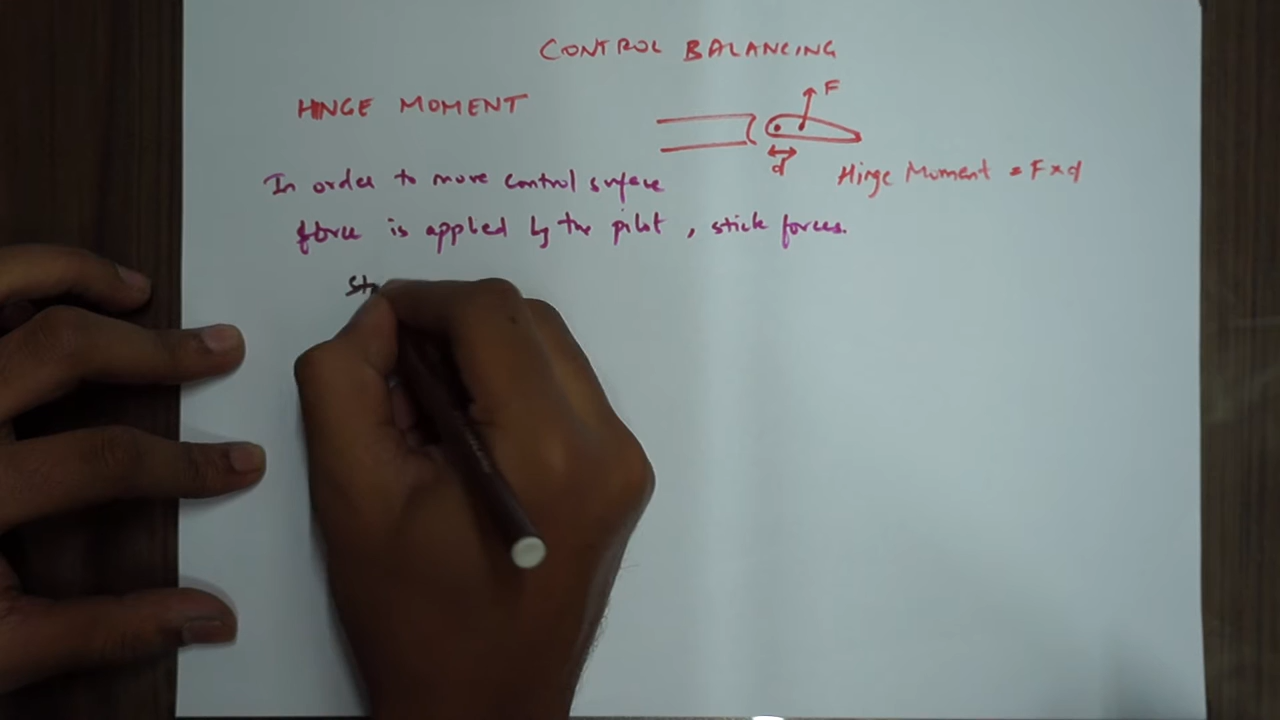 CONTROL BALANCING
HINGE MOMENT
F
d
Hinge Moment = F x d
In order to move control surface
force is applied by the pilot, stick forces.